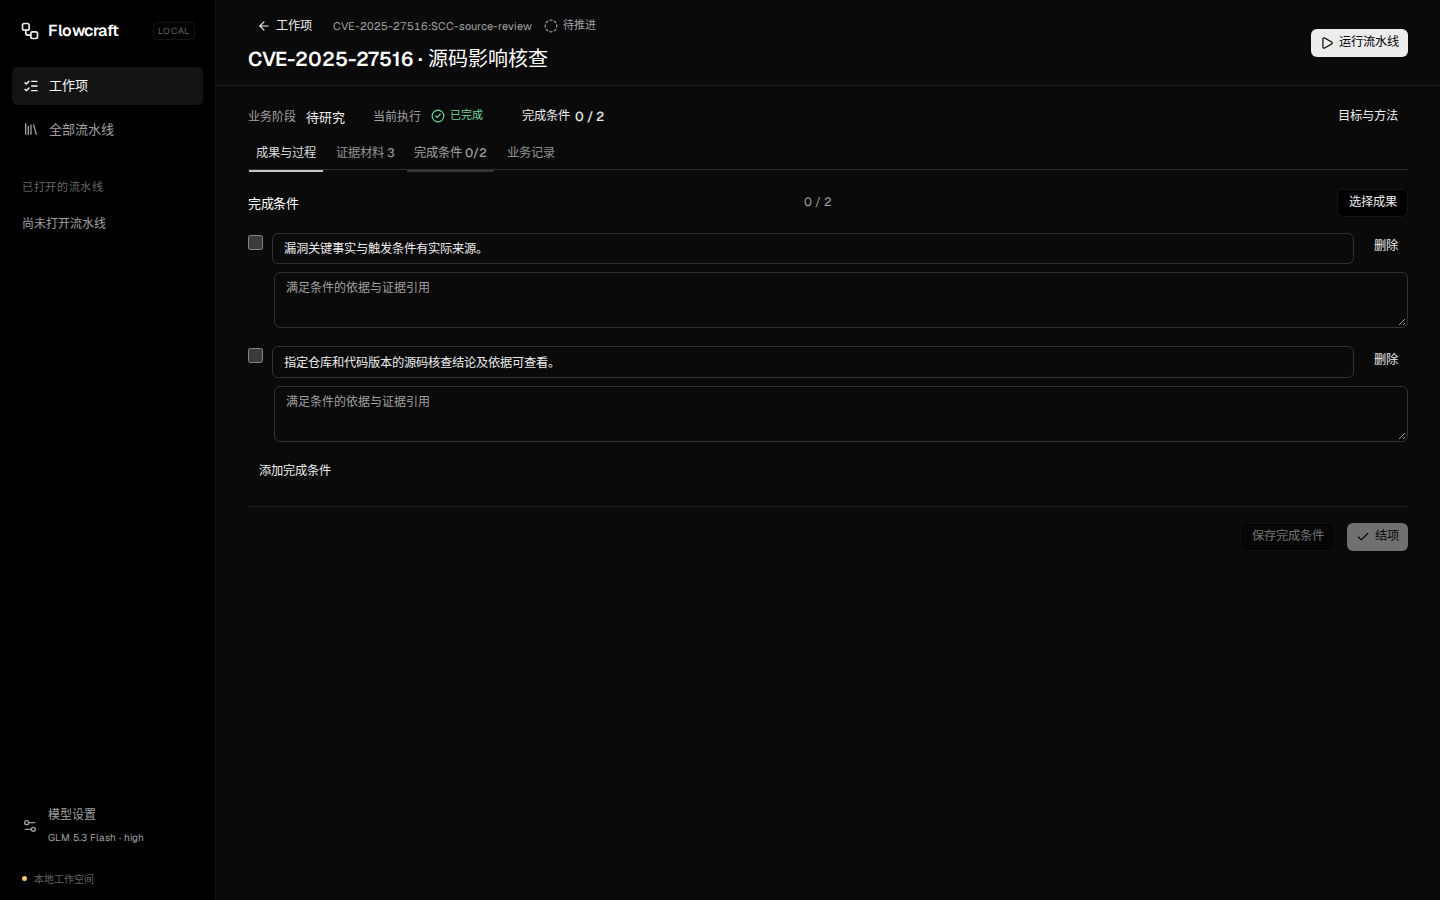 Flowcraft LOCAL
工作项
全部流水线
已打开的流水线
尚未打开流水线
模型设置
GLM 5.3 Flash · high
本地工作空间
工作项 CVE-2025-27516:SCC-source-review 待推进
CVE-2025-27516 · 源码影响核查
运行流水线
业务阶段 待研究 当前执行 已完成 完成条件 0 / 2 目标与方法
成果与过程 证据材料 3 完成条件 0/2 业务记录
完成条件 0 / 2 选择成果
漏洞关键事实与触发条件有实际来源。 删除
满足条件的依据与证据引用
指定仓库和代码版本的源码核查结论及依据可查看。 删除
满足条件的依据与证据引用
添加完成条件
保存完成条件 结项